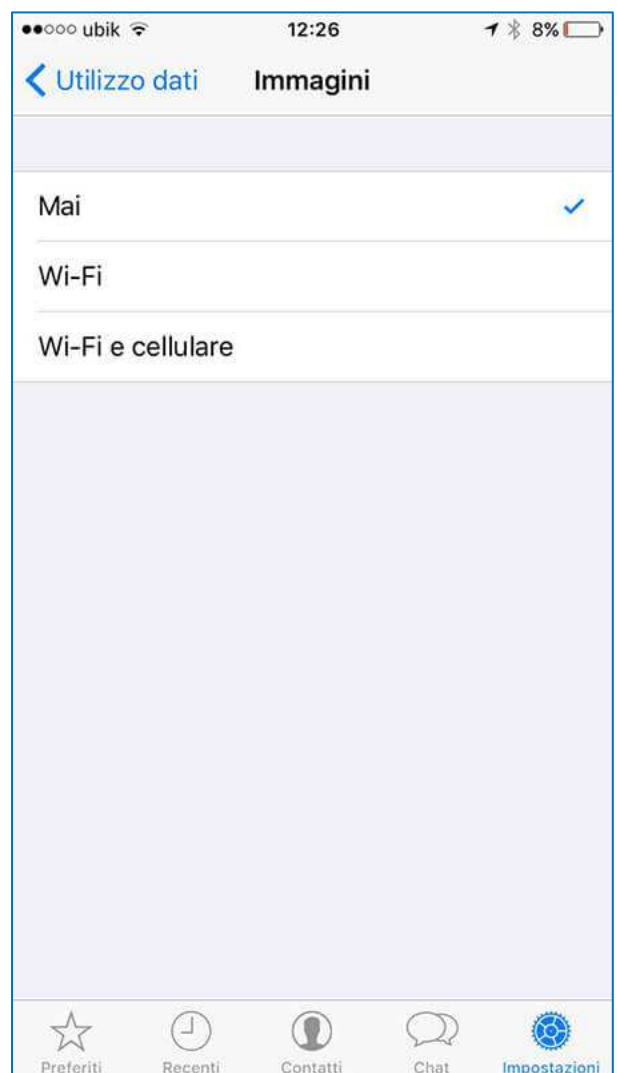 ubik 12:26 8%
Utilizzo dati Immagini
Mai
Wi-Fi
Wi-Fi e cellulare
Preferiti Recenti Contatti Chat Impostazioni